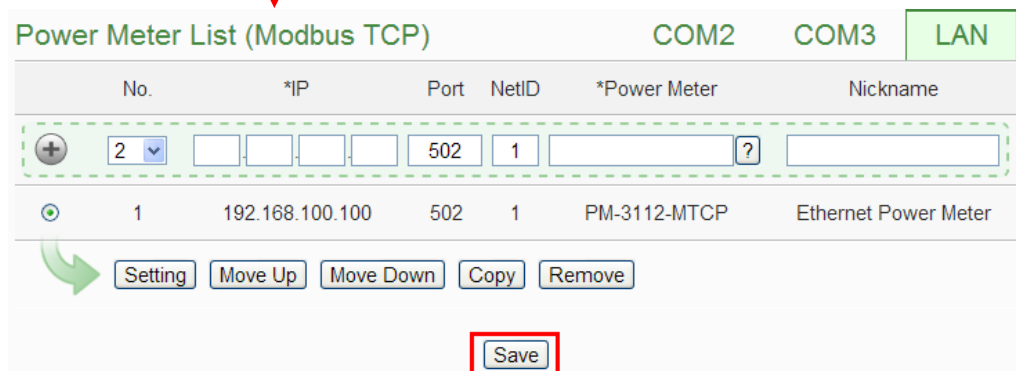 Power Meter List (Modbus TCP) COM2 COM3 LAN
No. *IP Port NetID *Power Meter Nickname
2 . . . 502 1 ?
1 192.168.100.100 502 1 PM-3112-MTCP Ethernet Power Meter
Setting Move Up Move Down Copy Remove
Save